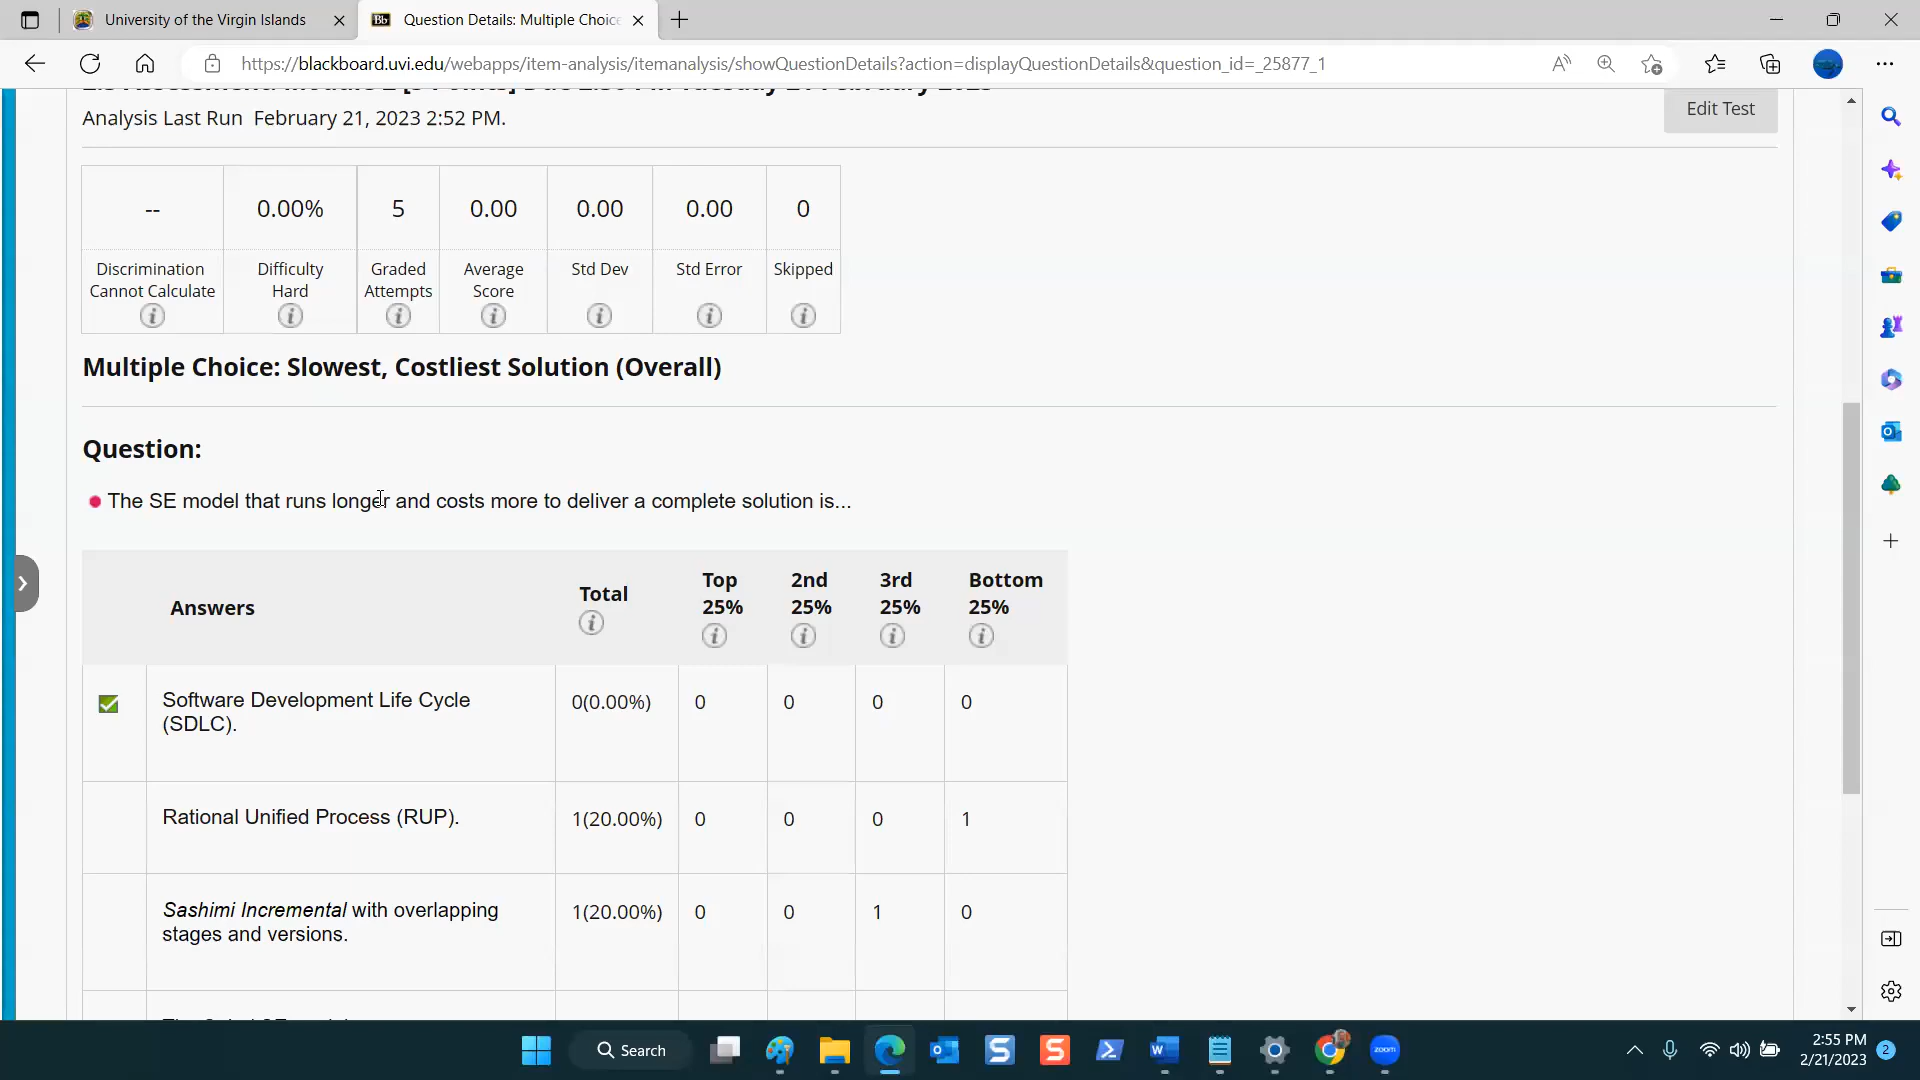 University of the Virgin Islands
Bb
Question Details: Multiple Choic
https://blackboard.uvi.edu/webapps/item-analysis/itemanalysis/showQuestionDetails?action=displayQuestionDetails&question_id=_25877_1
Analysis Last Run February 21, 2023 2:52 PM.
Edit Test
-- 0.00% 5 0.00 0.00 0.00 0
Discrimination Difficulty Graded Average Std Dev Std Error Skipped
Cannot Calculate Hard Attempts Score
Multiple Choice: Slowest, Costliest Solution (Overall)
Question:
The SE model that runs longer and costs more to deliver a complete solution is...
Answers Total Top 25% 2nd 25% 3rd 25% Bottom 25%
Software Development Life Cycle 0(0.00%) 0 0 0 0
(SDLC).
Rational Unified Process (RUP). 1(20.00%) 0 0 0 1
Sashimi Incremental with overlapping 1(20.00%) 0 0 1 0
stages and versions.
Search
zoom
2:55 PM
2/21/2023
2